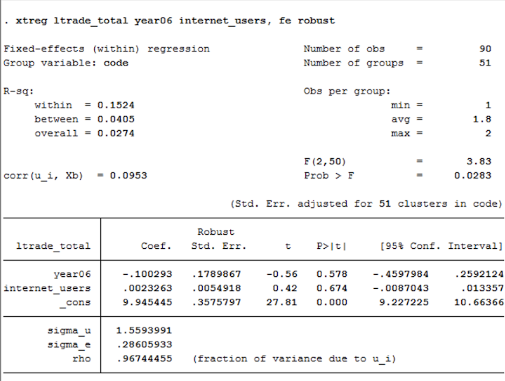 . xtreg ltrade_total year06 internet_users, fe robust
Fixed-effects (within) regression Number of obs = 90
Group variable: code Number of groups = 51
R-sq: Obs per group:
within = 0.1524 min = 1
between = 0.0405 avg = 1.8
overall = 0.0274 max = 2
F(2,50) = 3.83
corr(u_i, Xb) = 0.0953 Prob > F = 0.0283
(Std. Err. adjusted for 51 clusters in code)
Robust
ltrade_total Coef. Std. Err. t P>|t| [95% Conf. Interval]
year06 -.100293 .1789867 -0.56 0.578 -.4597984 .2592124
internet_users .0023263 .0054918 0.42 0.674 -.0087043 .013357
_cons 9.945445 .3575797 27.81 0.000 9.227225 10.66366
sigma_u 1.5593991
sigma_e .28605933
rho .96744455 (fraction of variance due to u_i)